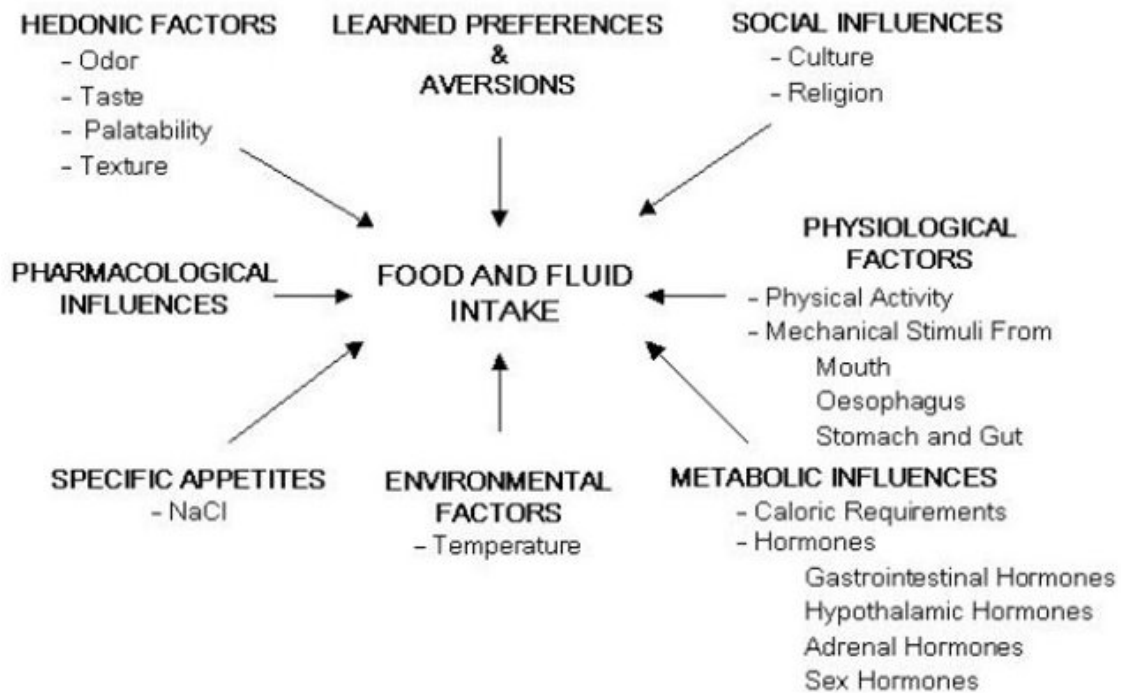 HEDONIC FACTORS
- Odor
- Taste
- Palatability
- Texture
LEARNED PREFERENCES
&
AVERSIONS
SOCIAL INFLUENCES
- Culture
- Religion
PHARMACOLOGICAL
INFLUENCES
FOOD AND FLUID
INTAKE
PHYSIOLOGICAL
FACTORS
- Physical Activity
- Mechanical Stimuli From
Mouth
Oesophagus
Stomach and Gut
SPECIFIC APPETITES
- NaCl
ENVIRONMENTAL
FACTORS
- Temperature
METABOLIC INFLUENCES
- Caloric Requirements
- Hormones
Gastrointestinal Hormones
Hypothalamic Hormones
Adrenal Hormones
Sex Hormones